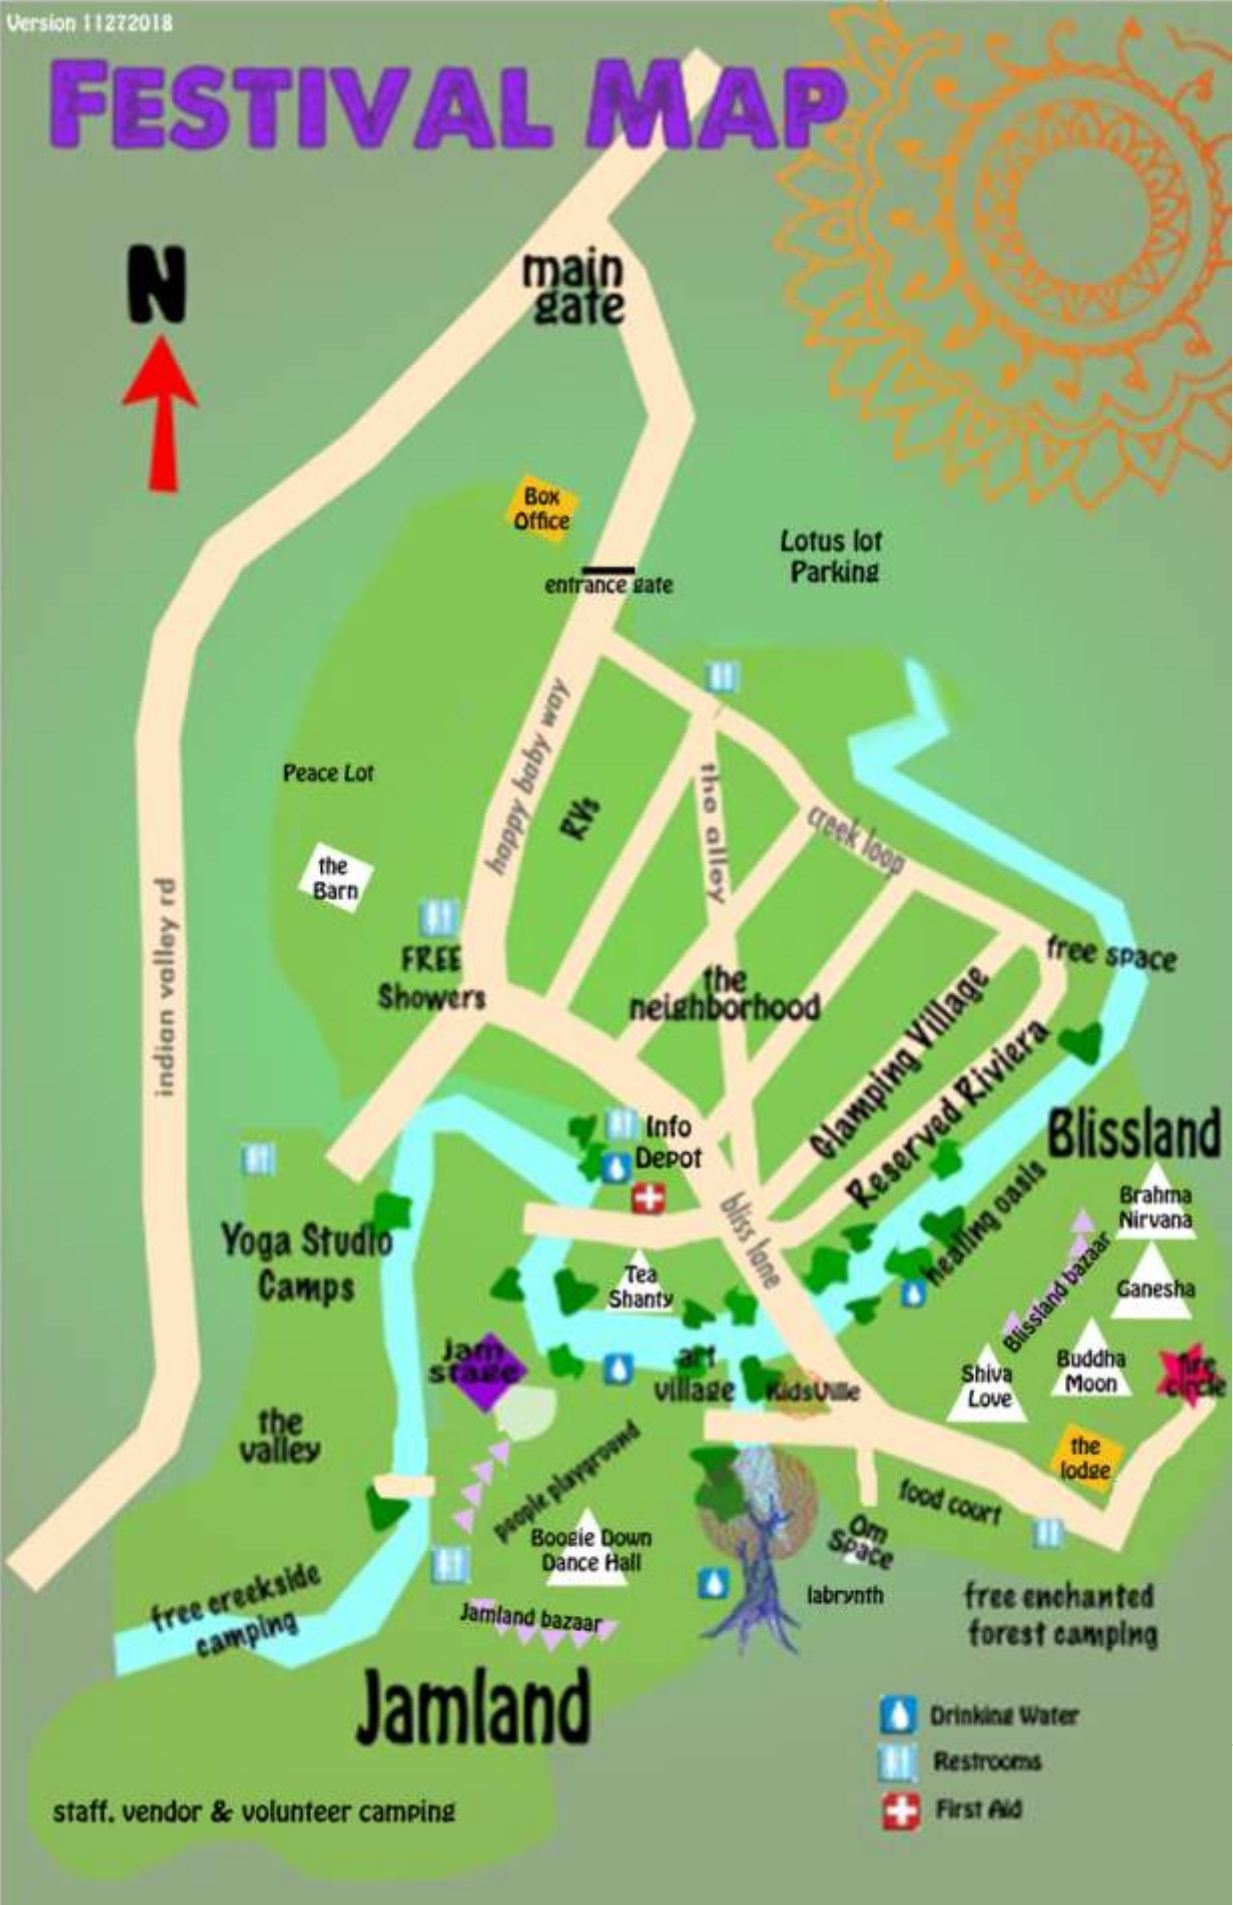 Version 11272018
FESTIVAL MAP
N
main
gate
Box
Office
entrance gate
Lotus lot
Parking
happy baby way
Peace Lot
RVs
the alley
creek loop
the
Barn
indian valley rd
FREE
Showers
the
neighborhood
free space
Glamping Village
Reserved Riviera
Info
Depot
Blissland
Brahma
Nirvana
healing oasis
bliss lane
Yoga Studio
Camps
Tea
Shanty
Blissland bazaar
Ganesha
Jam
stage
art
village
KidsVille
Shiva
Love
Buddha
Moon
fire
circle
the
valley
people playground
the
lodge
food court
Boogie Down
Dance Hall
Om
Space
labrynth
free creekside
camping
Jamland bazaar
free enchanted
forest camping
Jamland
Drinking Water
Restrooms
First Aid
staff, vendor & volunteer camping